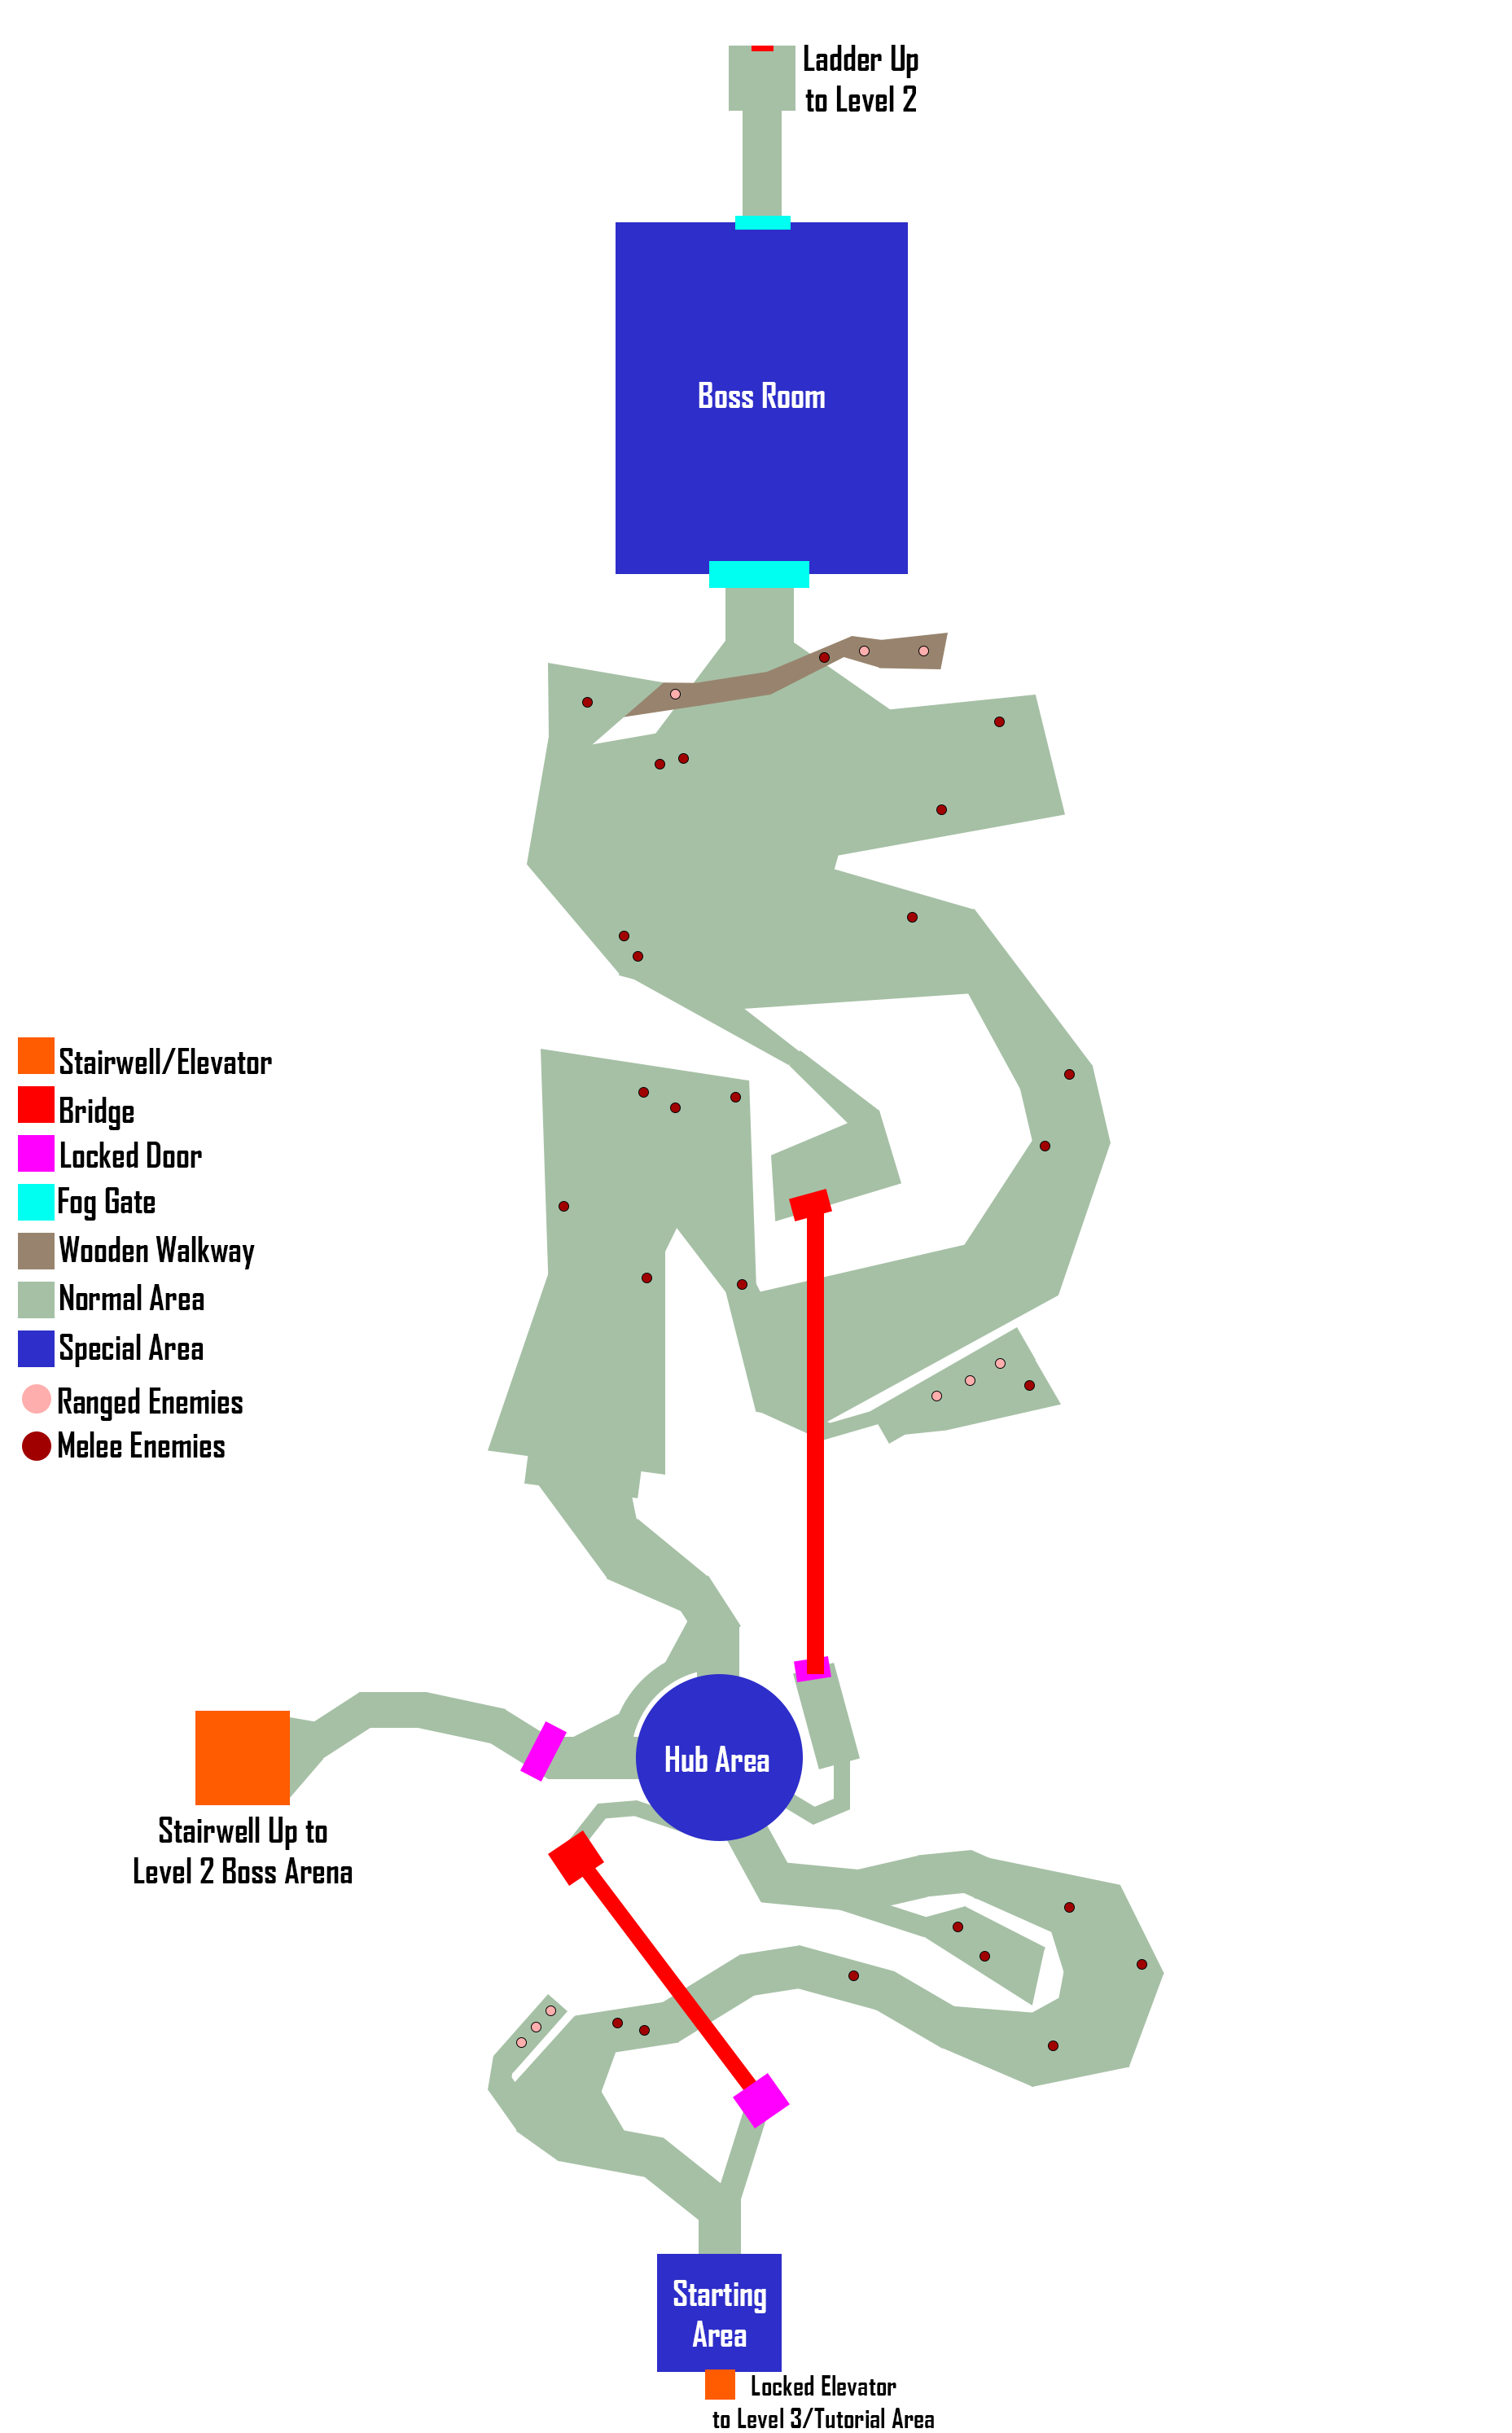 Ladder Up
to Level 2
Boss Room
Stairwell/Elevator
Bridge
Locked Door
Fog Gate
Wooden Walkway
Normal Area
Special Area
Ranged Enemies
Melee Enemies
Hub Area
Stairwell Up to
Level 2 Boss Arena
Starting
Area
Locked Elevator
to Level 3/Tutorial Area